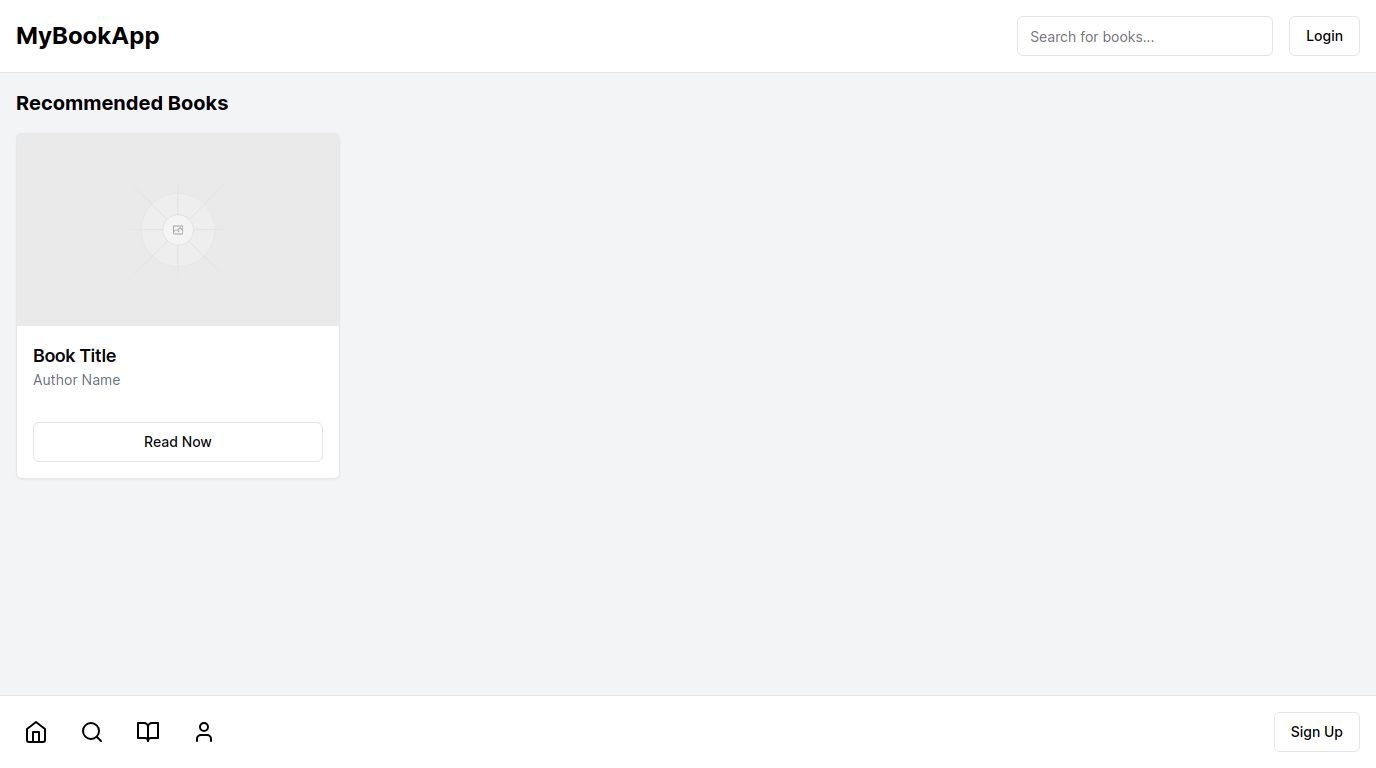 MyBookApp
Search for books...
Login
Recommended Books
Book Title
Author Name
Read Now
Sign Up